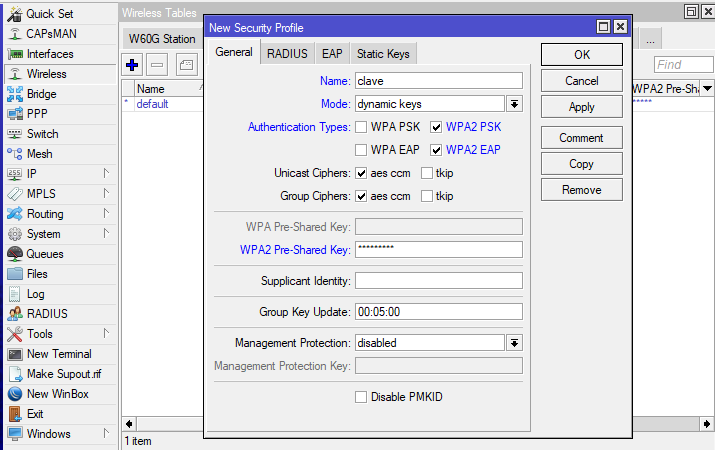 Quick Set
CAPsMAN
Interfaces
Wireless
Bridge
PPP
Switch
Mesh
IP
MPLS
Routing
System
Queues
Files
Log
RADIUS
Tools
New Terminal
Make Supout.rif
New WinBox
Exit
Windows
Wireless Tables
W60G Station
...
Find
Name
WPA2 Pre-Sha
* default
*****
1 item
New Security Profile
General RADIUS EAP Static Keys
Name: clave
Mode: dynamic keys
Authentication Types: WPA PSK WPA2 PSK
WPA EAP WPA2 EAP
Unicast Ciphers: aes ccm tkip
Group Ciphers: aes ccm tkip
WPA Pre-Shared Key:
WPA2 Pre-Shared Key: *********
Supplicant Identity:
Group Key Update: 00:05:00
Management Protection: disabled
Management Protection Key:
Disable PMKID
OK
Cancel
Apply
Comment
Copy
Remove